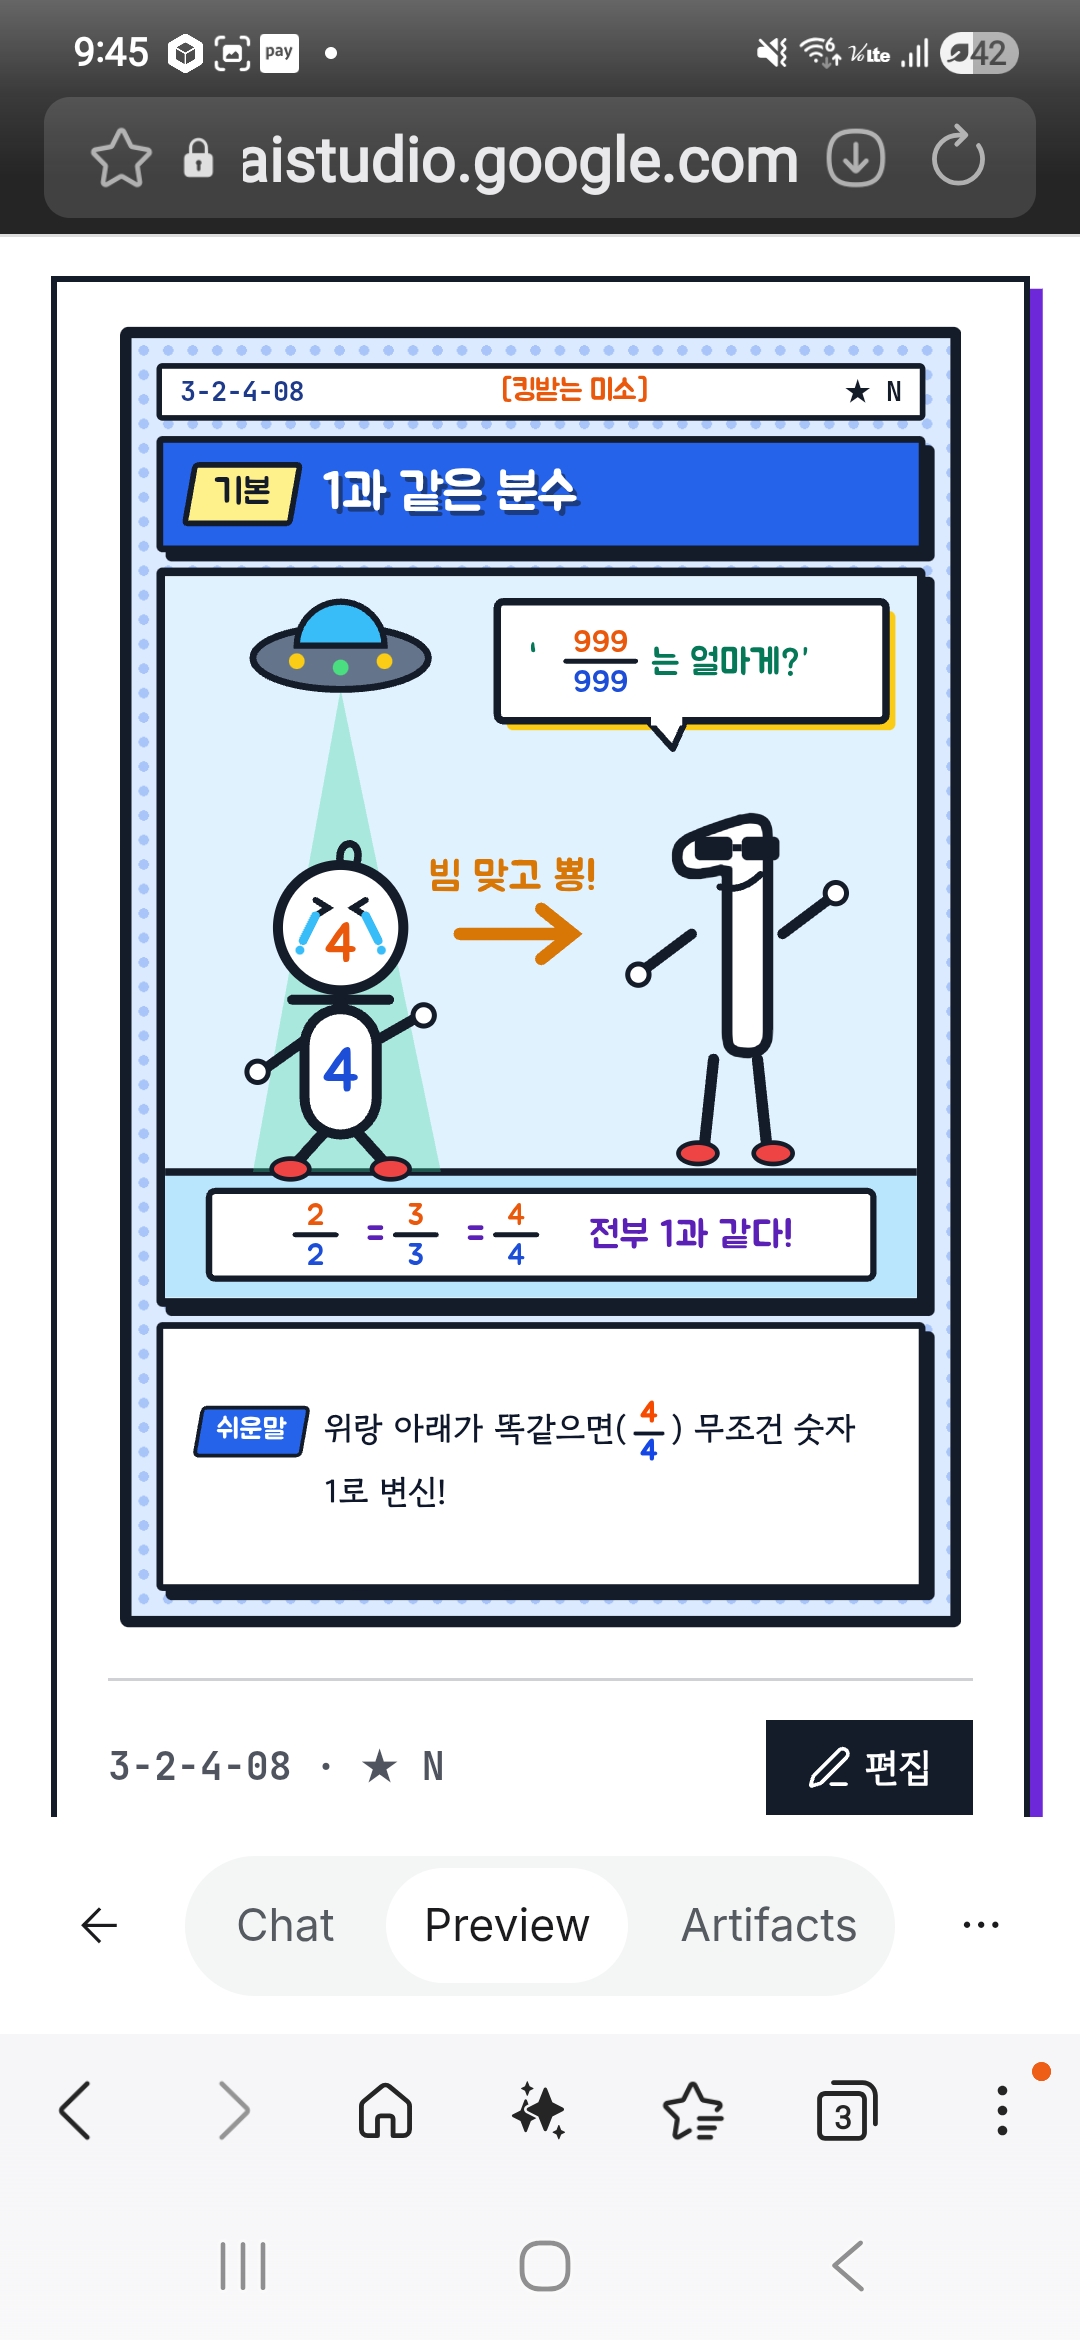 9:45
pay
6
Volte
42
aistudio.google.com
3-2-4-08 [킹받는 미소] ★ N
기본 1과 같은 분수
' 999/999 는 얼마게?'
빔 맞고 뿅!
4
4
2/2 = 3/3 = 4/4 전부 1과 같다!
쉬운말 위랑 아래가 똑같으면(4/4) 무조건 숫자
1로 변신!
3-2-4-08 · ★ N
편집
Chat Preview Artifacts
3